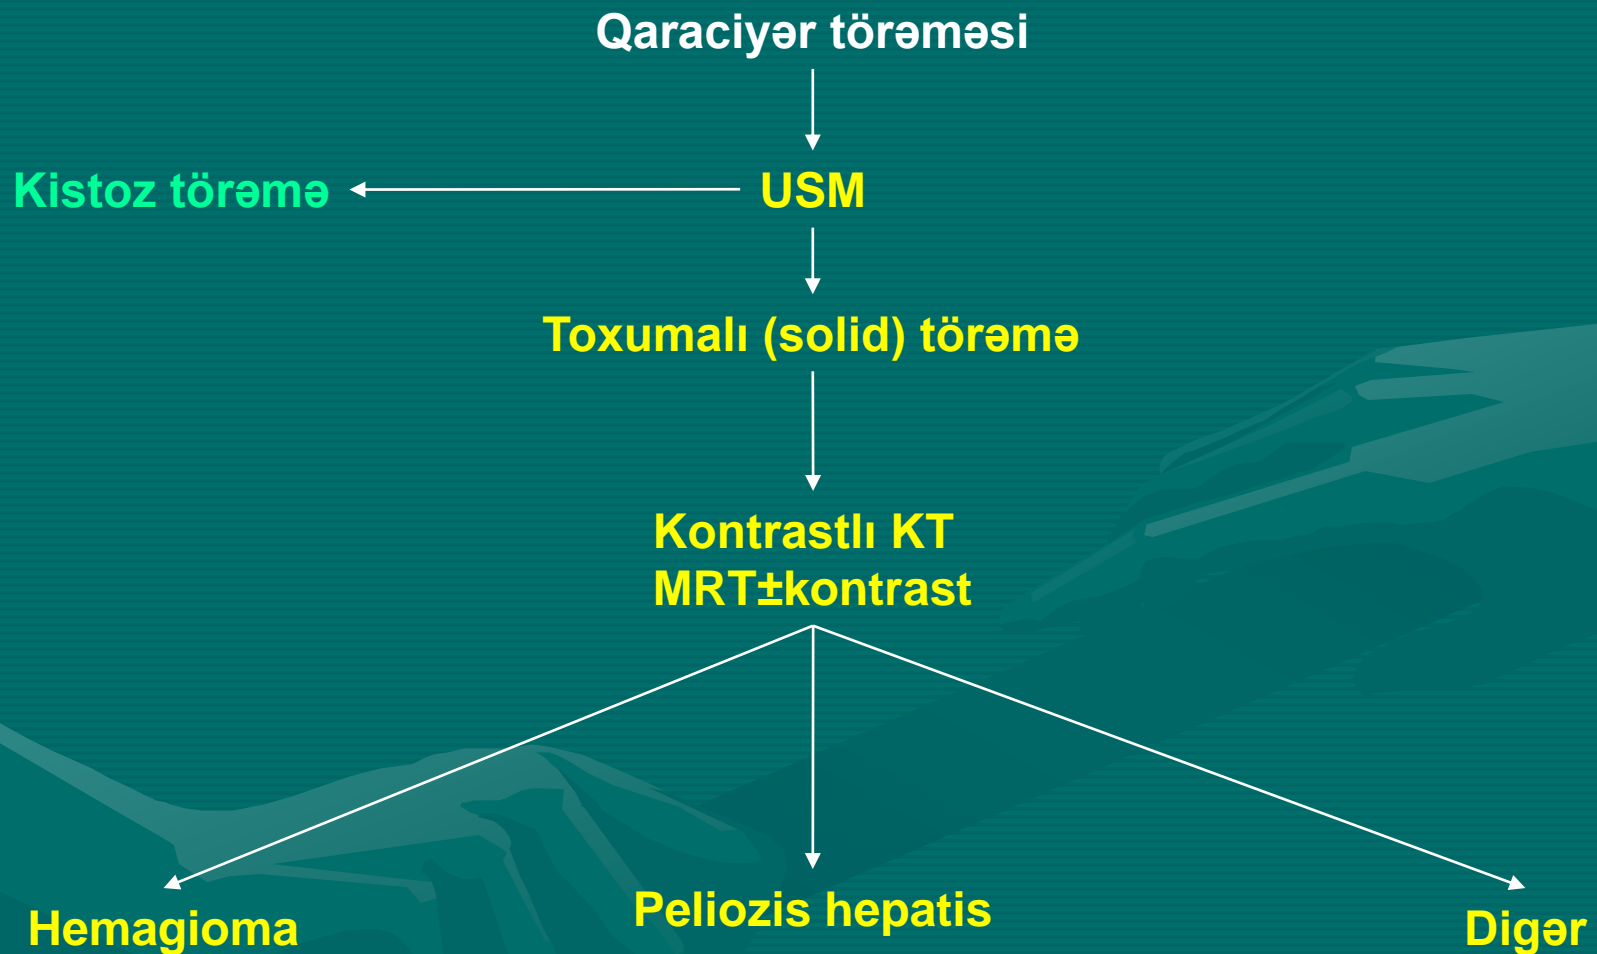 Qaraciyər törəməsi
Kistoz törəmə
USM
Toxumalı (solid) törəmə
Kontrastlı KT
MRT±kontrast
Hemagioma
Peliozis hepatis
Digər